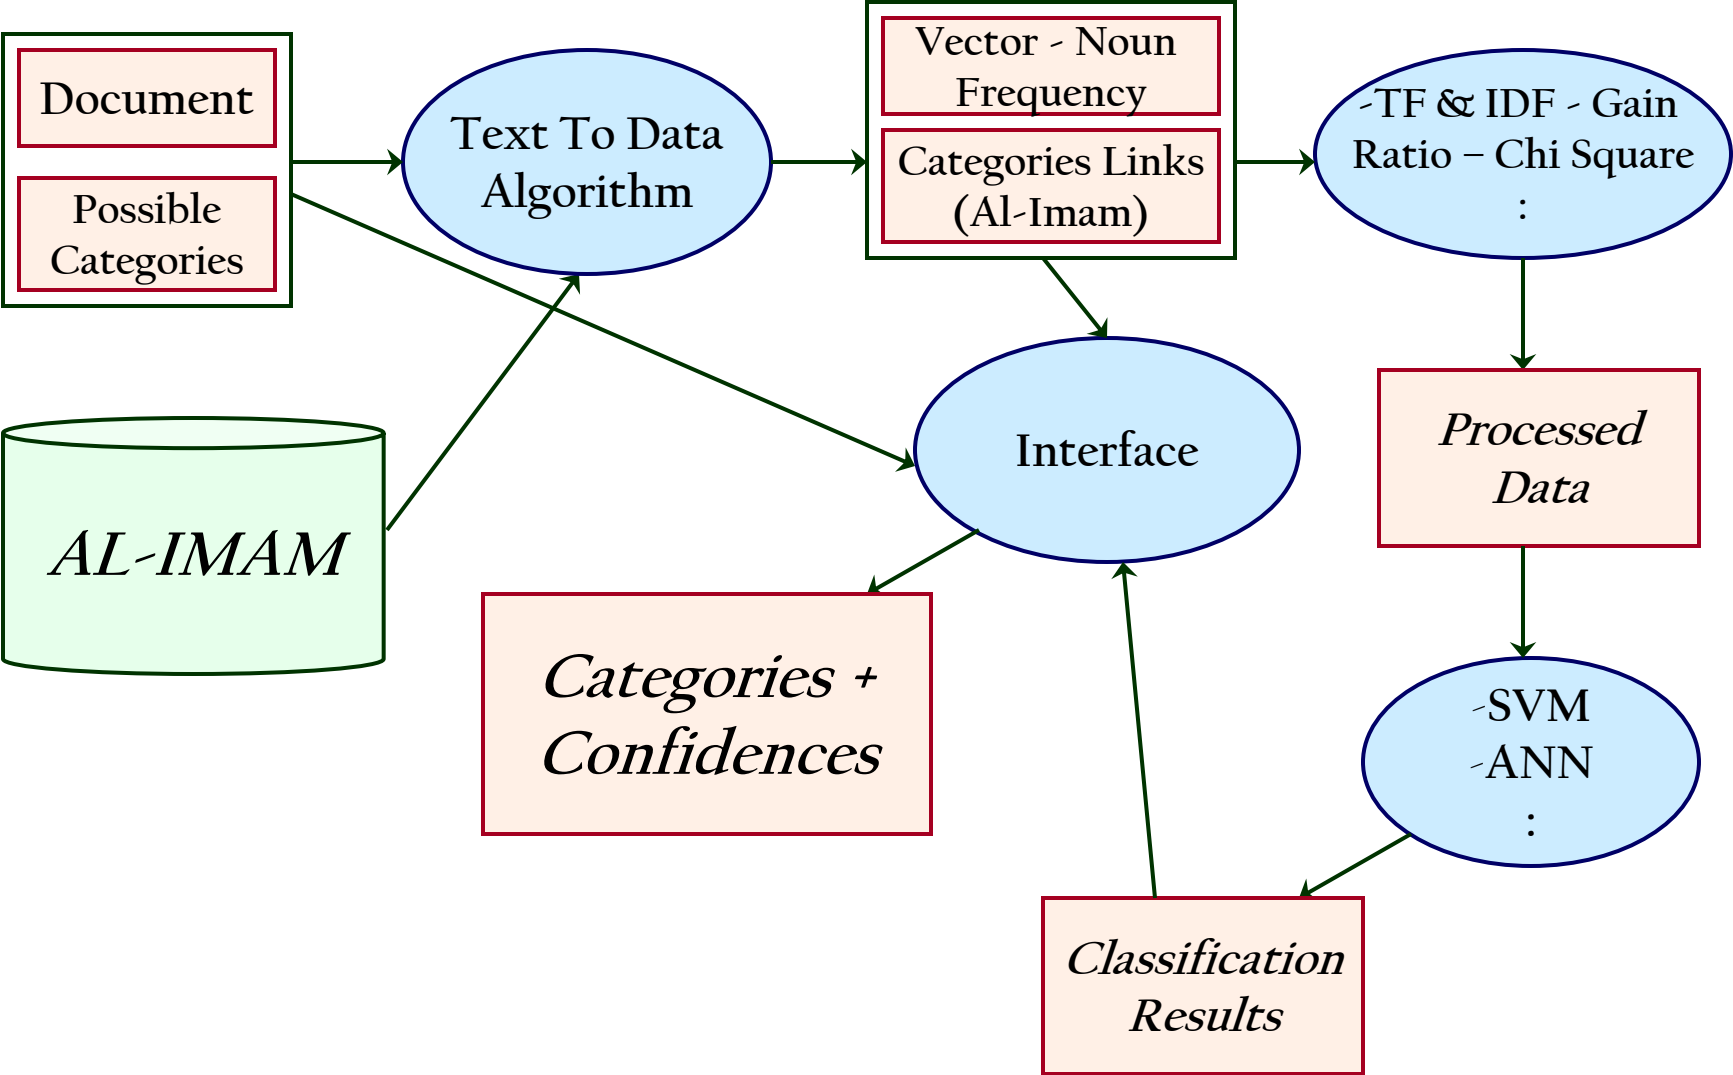 Document
Possible
Categories
Text To Data
Algorithm
Vector - Noun
Frequency
Categories Links
(Al-Imam)
-TF & IDF - Gain
Ratio – Chi Square
:
AL-IMAM
Interface
Processed
Data
Categories +
Confidences
-SVM
-ANN
:
Classification
Results